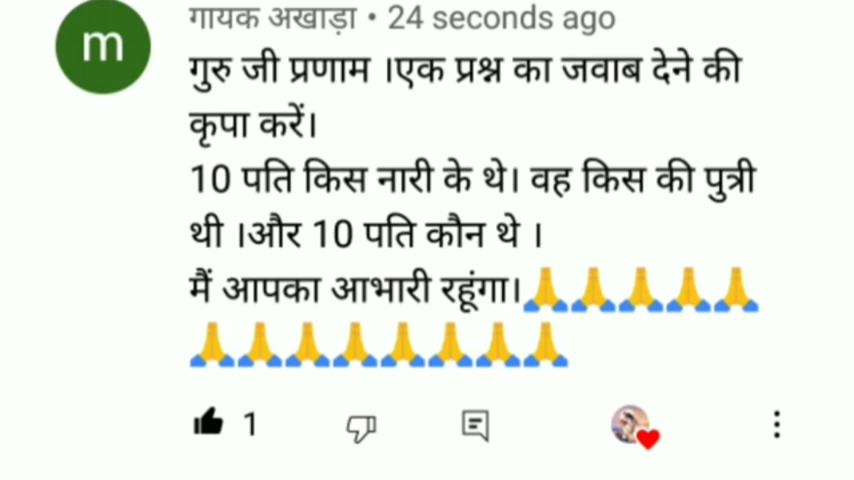 m
गायक अखाड़ा • 24 seconds ago
गुरु जी प्रणाम ।एक प्रश्न का जवाब देने की
कृपा करें।
10 पति किस नारी के थे। वह किस की पुत्री
थी ।और 10 पति कौन थे ।
मैं आपका आभारी रहूंगा।🙏🙏🙏🙏🙏
🙏🙏🙏🙏🙏🙏🙏🙏
1